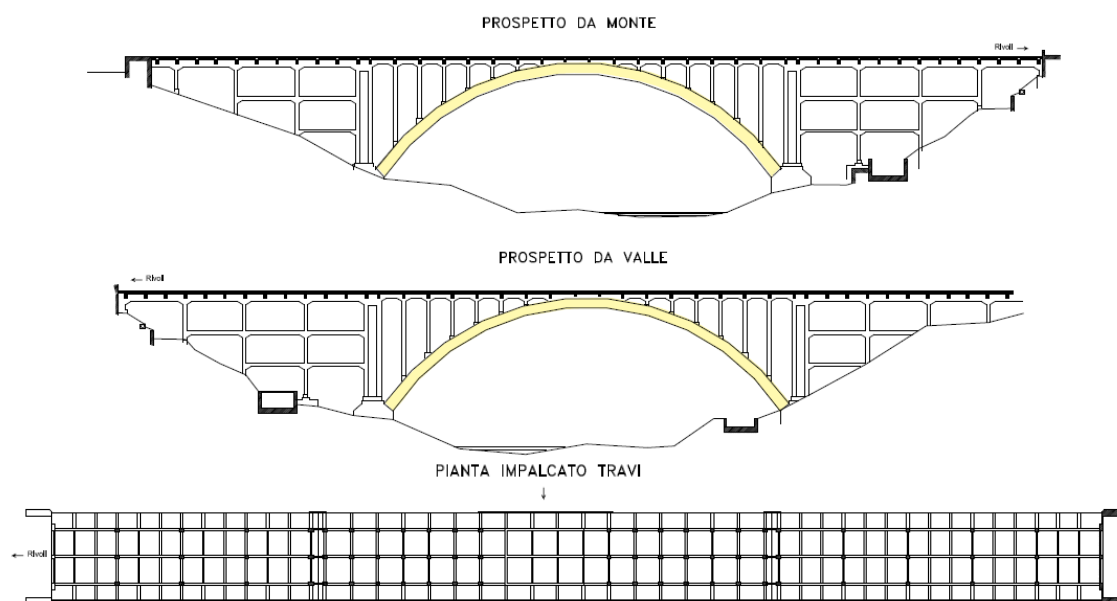 PROSPETTO DA MONTE
Rivoli →
PROSPETTO DA VALLE
← Rivoli
PIANTA IMPALCATO TRAVI
← Rivoli